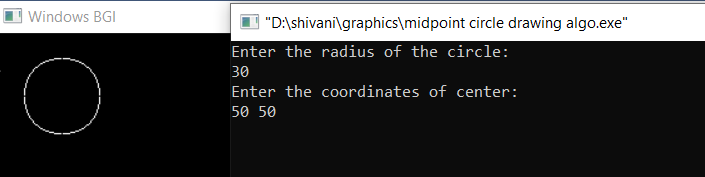 Windows BGI
"D:\shivani\graphics\midpoint circle drawing algo.exe"
Enter the radius of the circle:
30
Enter the coordinates of center:
50 50